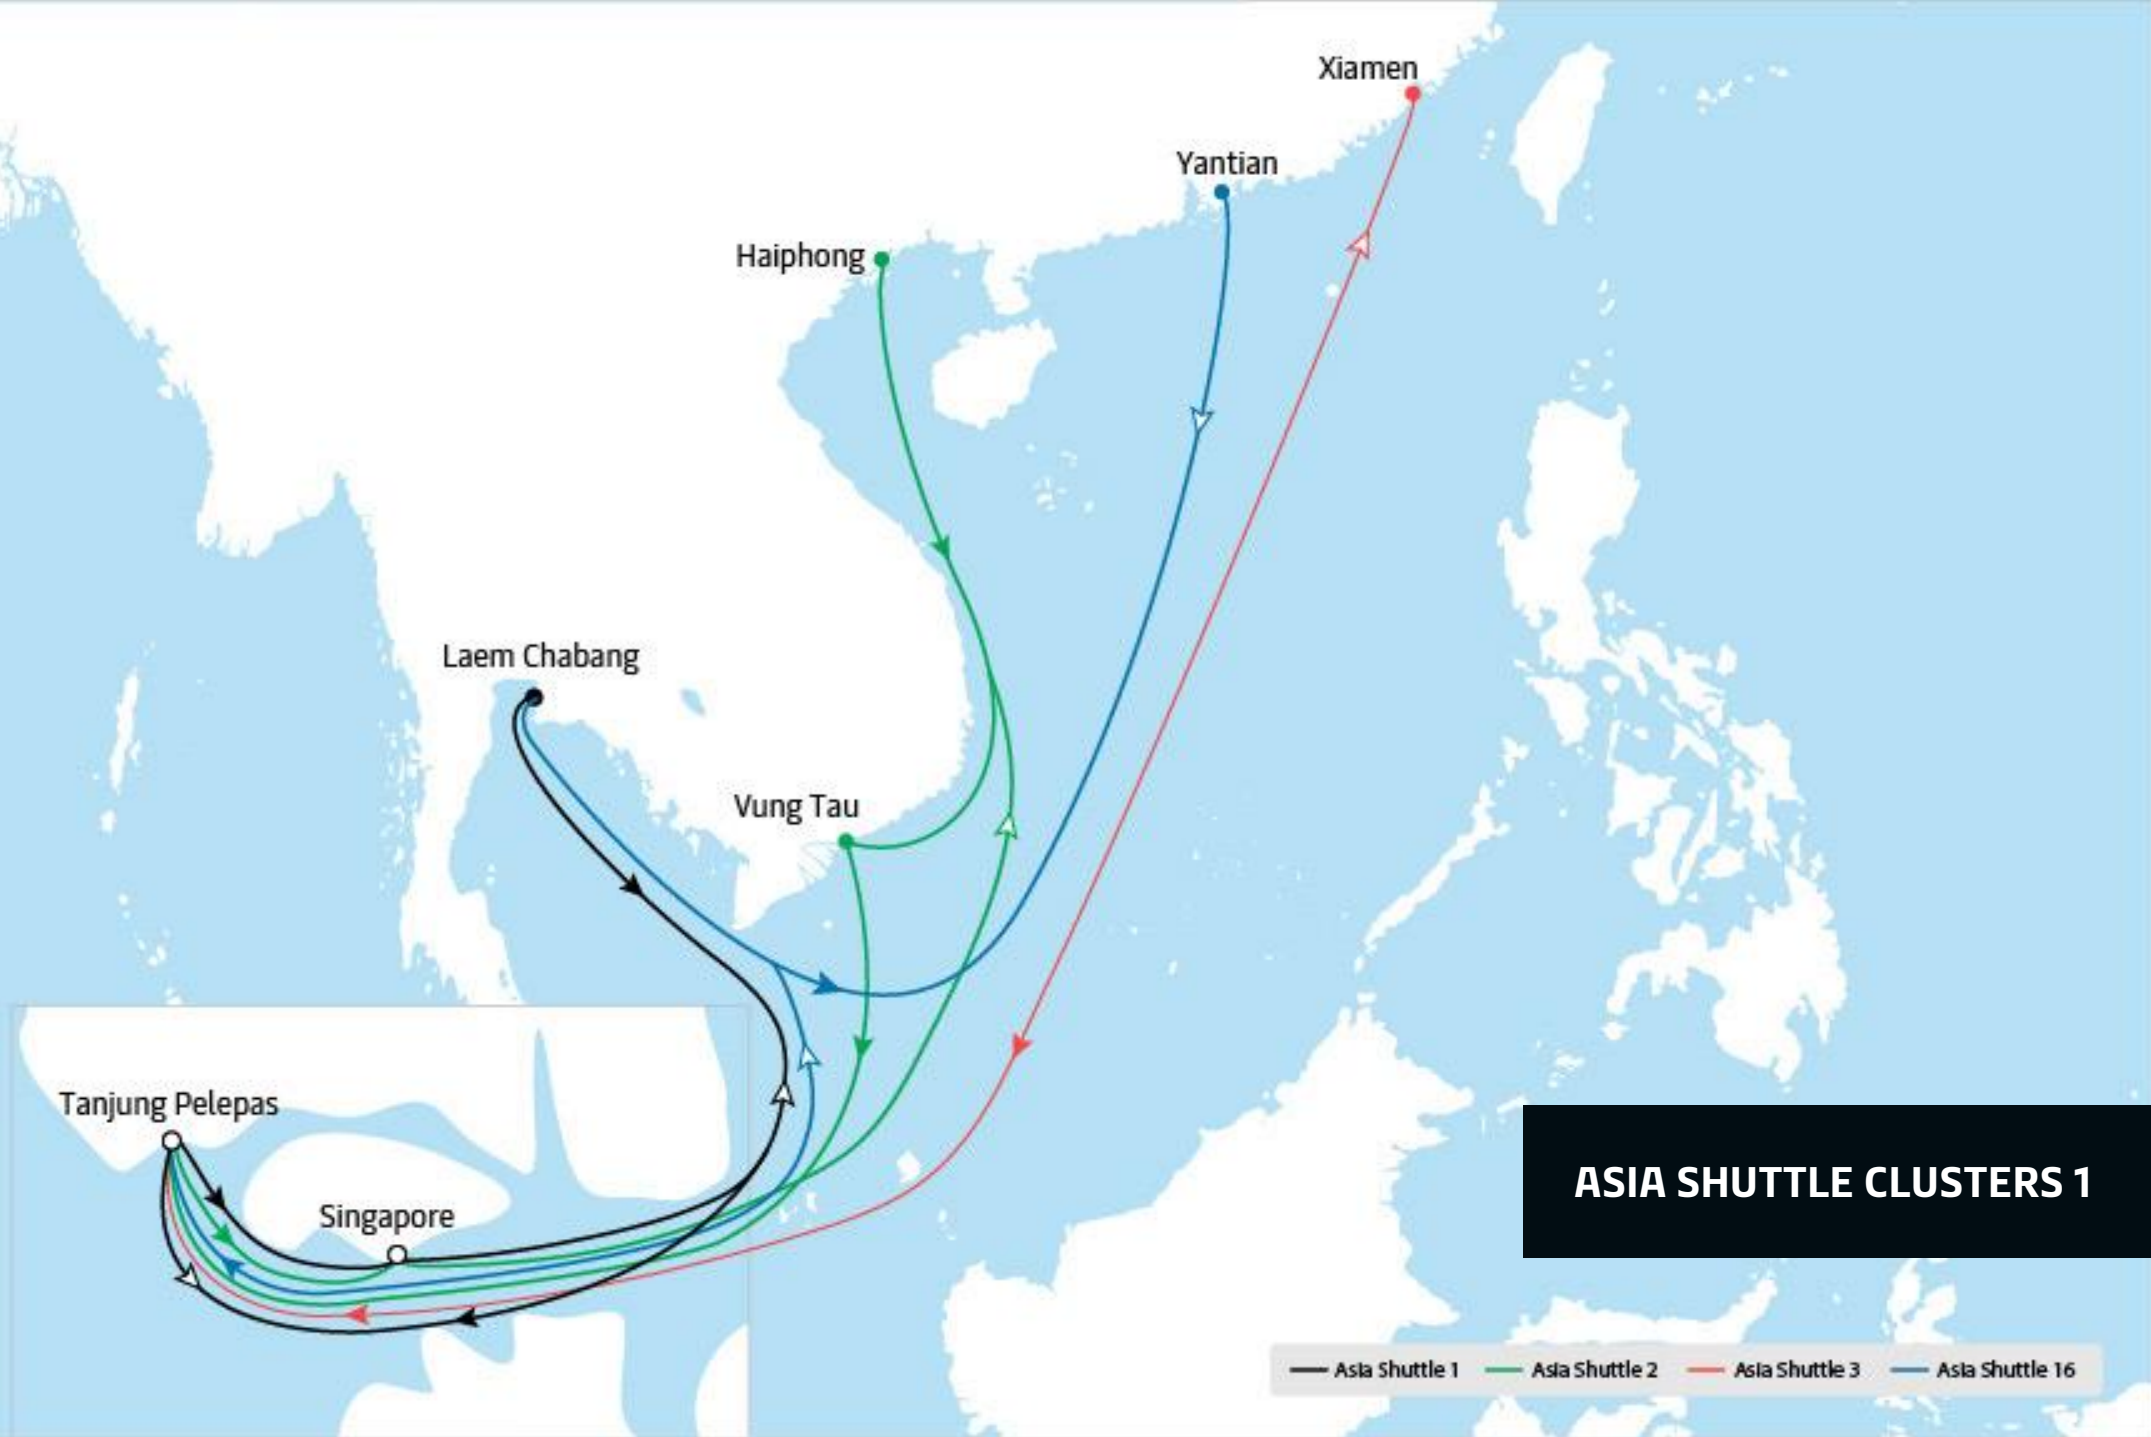 Xiamen
Yantian
Haiphong
Laem Chabang
Vung Tau
Tanjung Pelepas
Singapore
ASIA SHUTTLE CLUSTERS 1
Asia Shuttle 1 Asia Shuttle 2 Asia Shuttle 3 Asia Shuttle 16